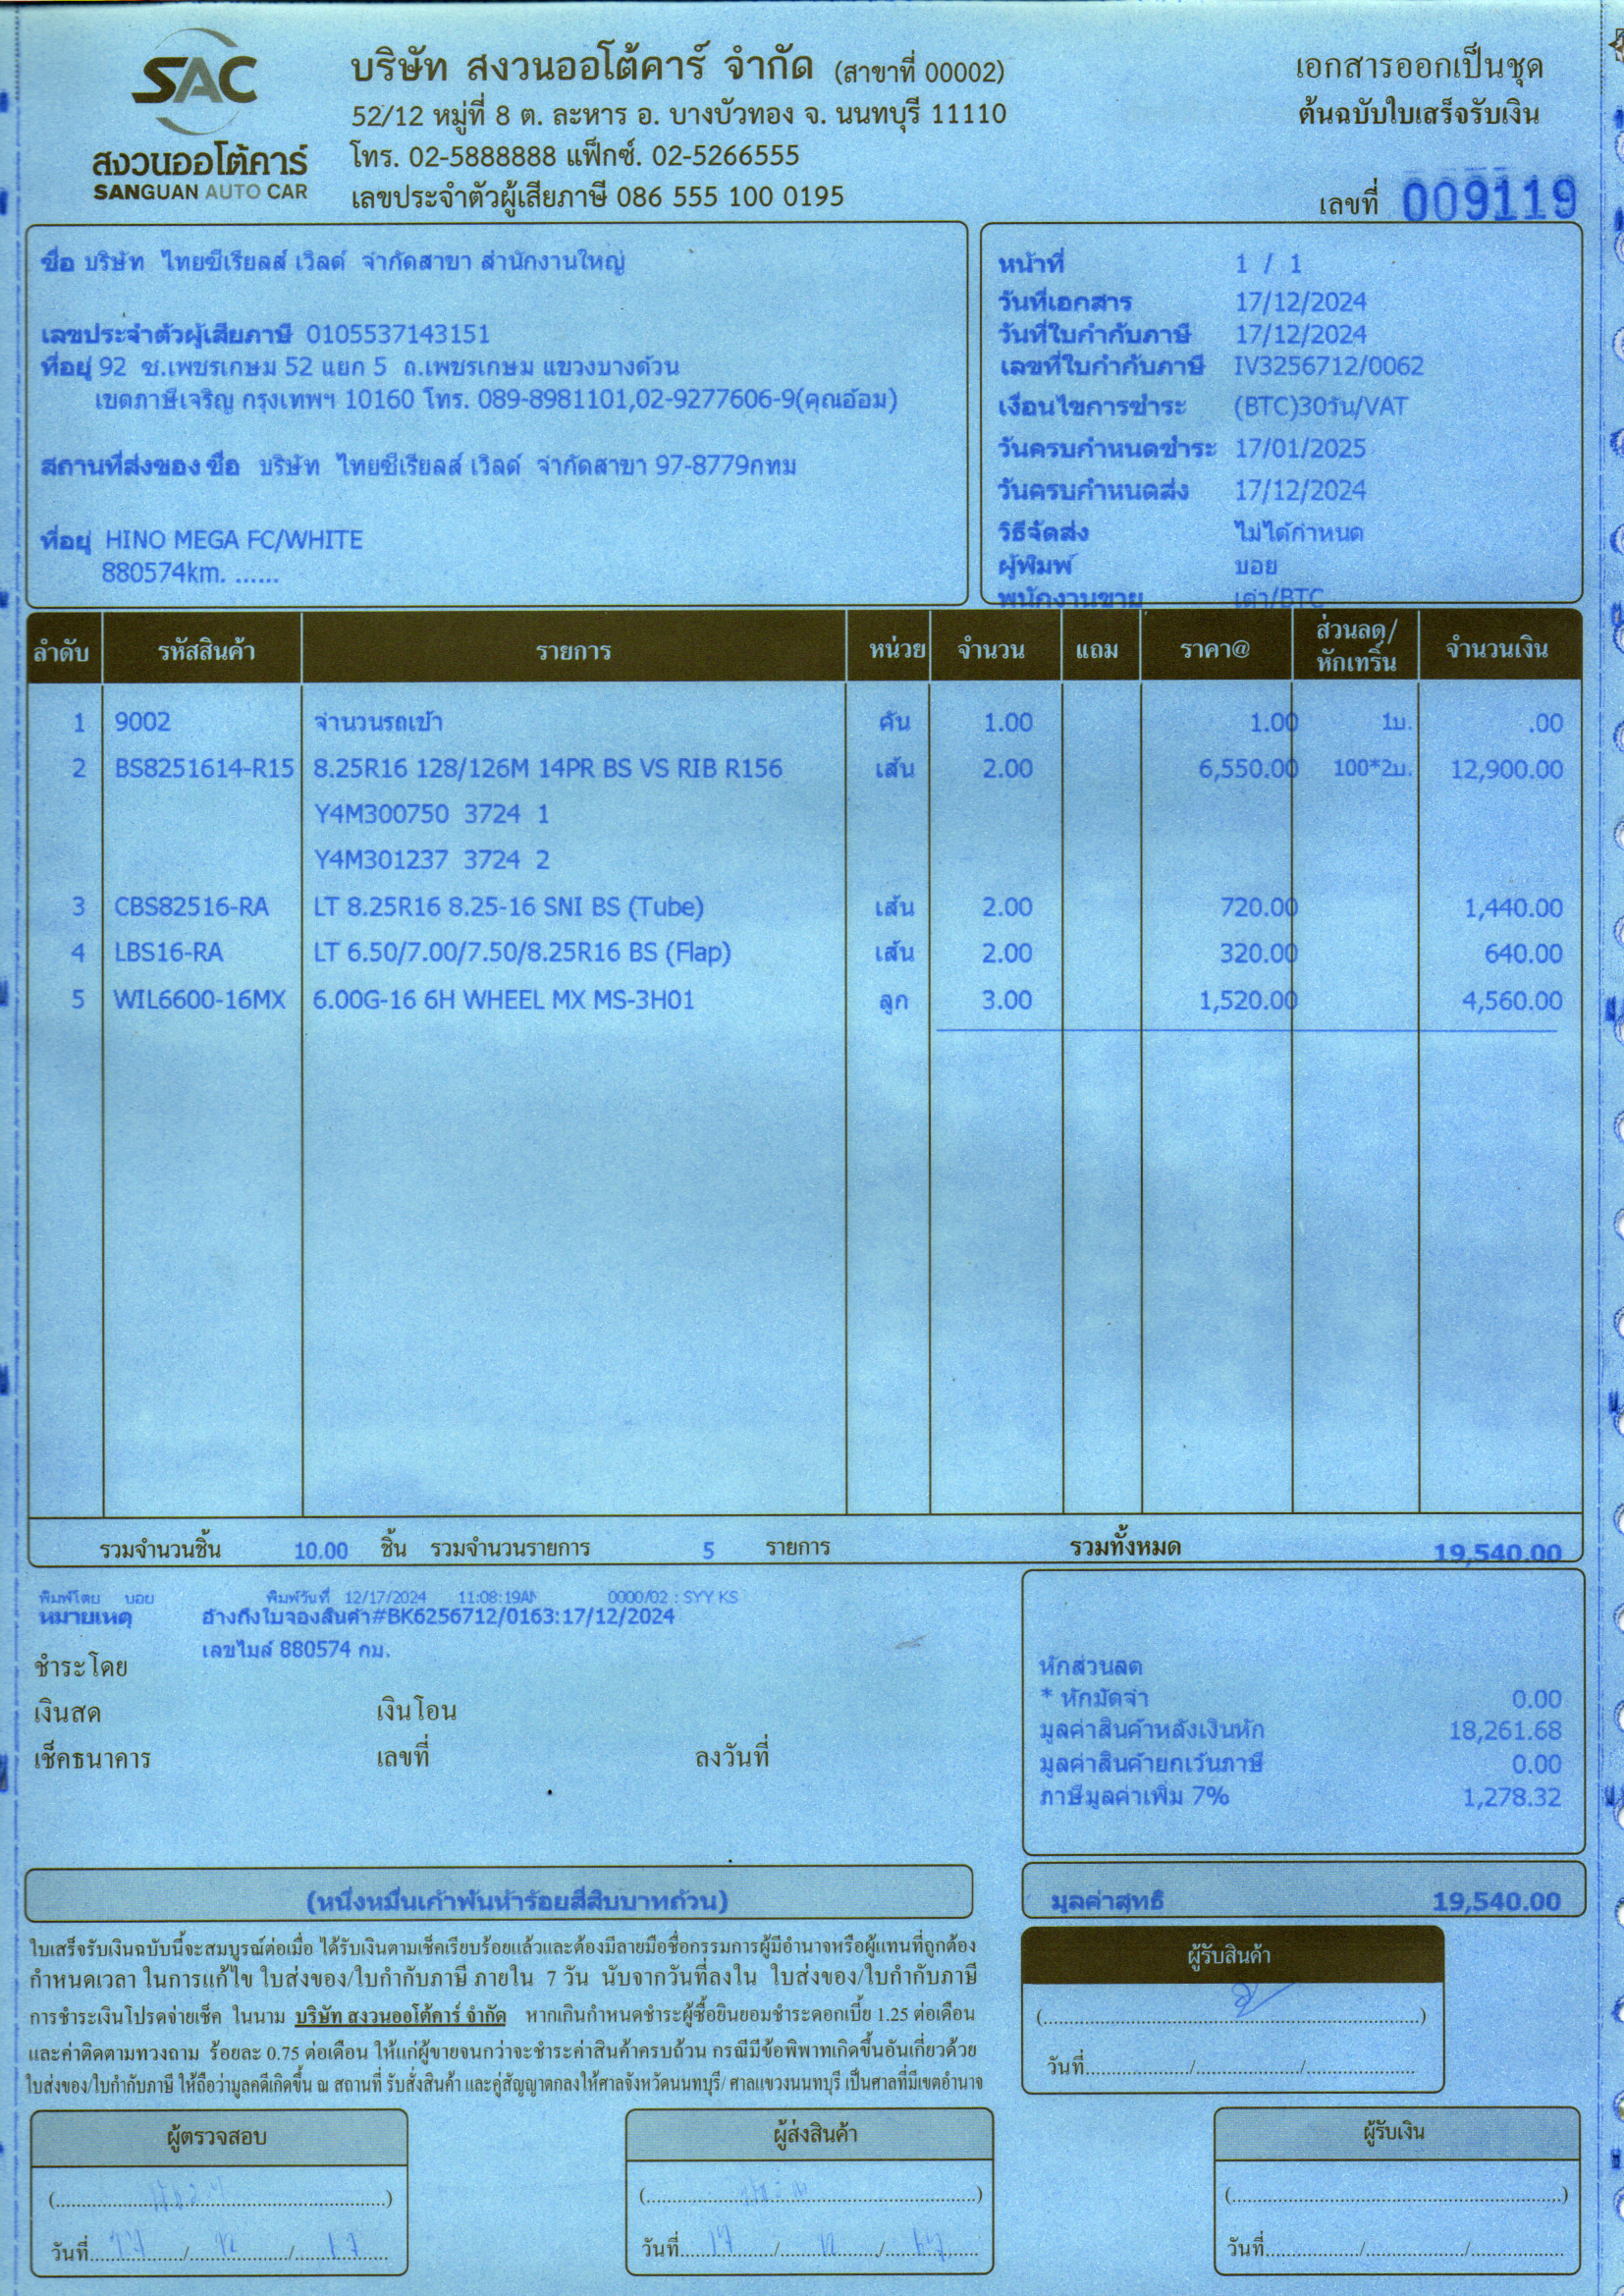 SAC
สงวนออโต้คาร์
SANGUAN AUTO CAR
บริษัท สงวนออโต้คาร์ จำกัด (สาขาที่ 00002)
52/12 หมู่ที่ 8 ต. ละหาร อ. บางบัวทอง จ. นนทบุรี 11110
โทร. 02-5888888 แฟ็กซ์. 02-5266555
เลขประจำตัวผู้เสียภาษี 086 555 100 0195
เอกสารออกเป็นชุด
ต้นฉบับใบเสร็จรับเงิน
เลขที่ 009119
ชื่อ บริษัท ไทยซีเรียลส์ เวิลด์ จำกัดสาขา สำนักงานใหญ่
เลขประจำตัวผู้เสียภาษี 0105537143151
ที่อยู่ 92 ซ.เพชรเกษม 52 แยก 5 ถ.เพชรเกษม แขวงบางด้วน
เขตภาษีเจริญ กรุงเทพฯ 10160 โทร. 089-8981101,02-9277606-9(คุณอ้อม)
สถานที่ส่งของ ชื่อ บริษัท ไทยซีเรียลส์ เวิลด์ จำกัดสาขา 97-8779กทม
ที่อยู่ HINO MEGA FC/WHITE
880574km. ......
หน้าที่ 1 / 1
วันที่เอกสาร 17/12/2024
วันที่ใบกำกับภาษี 17/12/2024
เลขที่ใบกำกับภาษี IV3256712/0062
เงื่อนไขการชำระ (BTC)30วัน/VAT
วันครบกำหนดชำระ 17/01/2025
วันครบกำหนดส่ง 17/12/2024
วิธีจัดส่ง ไม่ได้กำหนด
ผู้พิมพ์ บอย
พนักงานขาย เต๋า/BTC
ลำดับ รหัสสินค้า รายการ หน่วย จำนวน แถม ราคา@ ส่วนลด/หักเทริ์น จำนวนเงิน
1 9002 จำนวนรถเข้า คัน 1.00 1.00 1บ. .00
2 BS8251614-R15 8.25R16 128/126M 14PR BS VS RIB R156 เส้น 2.00 6,550.00 100*2บ. 12,900.00
Y4M300750 3724 1
Y4M301237 3724 2
3 CBS82516-RA LT 8.25R16 8.25-16 SNI BS (Tube) เส้น 2.00 720.00 1,440.00
4 LBS16-RA LT 6.50/7.00/7.50/8.25R16 BS (Flap) เส้น 2.00 320.00 640.00
5 WIL6600-16MX 6.00G-16 6H WHEEL MX MS-3H01 ลูก 3.00 1,520.00 4,560.00
รวมจำนวนชิ้น 10.00 ชิ้น รวมจำนวนรายการ 5 รายการ รวมทั้งหมด 19,540.00
พิมพ์โดย บอย พิมพ์วันที่ 12/17/2024 11:08:19AM 0000/02 : SYY KS
หมายเหตุ อ้างถึงใบจองสินค้า#BK6256712/0163:17/12/2024
เลขไมล์ 880574 กม.
ชำระโดย
เงินสด เงินโอน
เช็คธนาคาร เลขที่ ลงวันที่
หักส่วนลด
* หักมัดจำ 0.00
มูลค่าสินค้าหลังเงินหัก 18,261.68
มูลค่าสินค้ายกเว้นภาษี 0.00
ภาษีมูลค่าเพิ่ม 7% 1,278.32
(หนึ่งหมื่นเก้าพันห้าร้อยสี่สิบบาทถ้วน)
มูลค่าสุทธิ 19,540.00
ใบเสร็จรับเงินฉบับนี้จะสมบูรณ์ต่อเมื่อ ได้รับเงินตามเช็คเรียบร้อยแล้วและต้องมีลายมือชื่อกรรมการผู้มีอำนาจหรือผู้แทนที่ถูกต้อง
กำหนดเวลา ในการแก้ไข ใบส่งของ/ใบกำกับภาษี ภายใน 7 วัน นับจากวันที่ลงใน ใบส่งของ/ใบกำกับภาษี
การชำระเงินโปรดจ่ายเช็ค ในนาม บริษัท สงวนออโต้คาร์ จำกัด หากเกินกำหนดชำระผู้ซื้อยินยอมชำระดอกเบี้ย 1.25 ต่อเดือน
และค่าติดตามทวงถาม ร้อยละ 0.75 ต่อเดือน ให้แก่ผู้ขายจนกว่าจะชำระค่าสินค้าครบถ้วน กรณีมีข้อพิพาทเกิดขึ้นอันเกี่ยวด้วย
ใบส่งของ/ใบกำกับภาษี ให้ถือว่ามูลคดีเกิดขึ้น ณ สถานที่ รับสั่งสินค้า และคู่สัญญาตกลงให้ศาลจังหวัดนนทบุรี/ ศาลแขวงนนทบุรี เป็นศาลที่มีเขตอำนาจ
ผู้รับสินค้า
วันที่
ผู้ตรวจสอบ
วันที่ 17/12/67
ผู้ส่งสินค้า
วันที่ 17/12/67
ผู้รับเงิน
วันที่